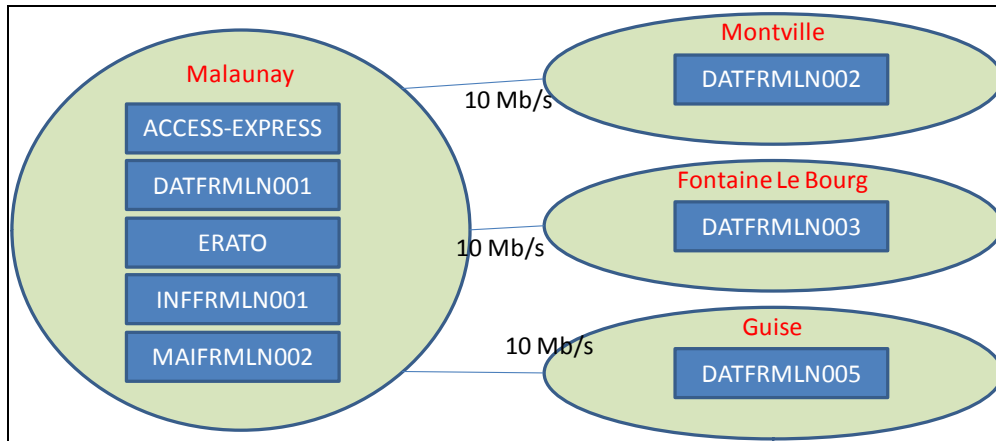 Malaunay
ACCESS-EXPRESS
DATFRMLN001
ERATO
INFFRMLN001
MAIFRMLN002
10 Mb/s
10 Mb/s
10 Mb/s
Montville
DATFRMLN002
Fontaine Le Bourg
DATFRMLN003
Guise
DATFRMLN005